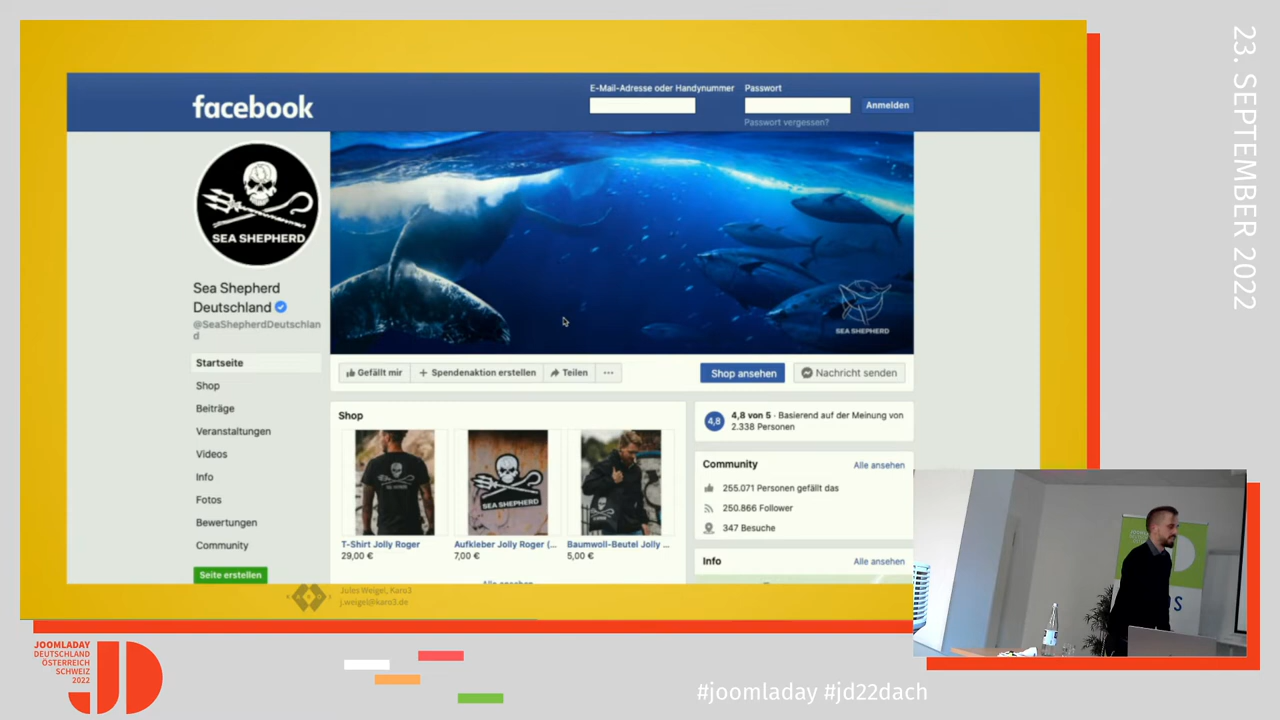 facebook
E-Mail-Adresse oder Handynummer
Passwort
Anmelden
Passwort vergessen?
SEA SHEPHERD
Sea Shepherd
Deutschland
@SeaShepherdDeutschlan
d
Startseite
Shop
Beiträge
Veranstaltungen
Videos
Info
Fotos
Bewertungen
Community
Seite erstellen
SEA SHEPHERD
Gefällt mir
Spendenaktion erstellen
Teilen
Shop ansehen
Nachricht senden
Shop
SEA SHEPHERD
T-Shirt Jolly Roger
29,00 €
Aufkleber Jolly Roger (...
7,00 €
Baumwoll-Beutel Jolly ...
5,00 €
4,8
4,8 von 5 · Basierend auf der Meinung von
2.338 Personen
Community
Alle ansehen
255.071 Personen gefällt das
250.866 Follower
347 Besuche
Info
Alle ansehen
Jules Weigel, Karo3
j.weigel@karo3.de
23. SEPTEMBER 2022
JOOMLADAY
DEUTSCHLAND
ÖSTERREICH
SCHWEIZ
2022
JD
#joomladay #jd22dach